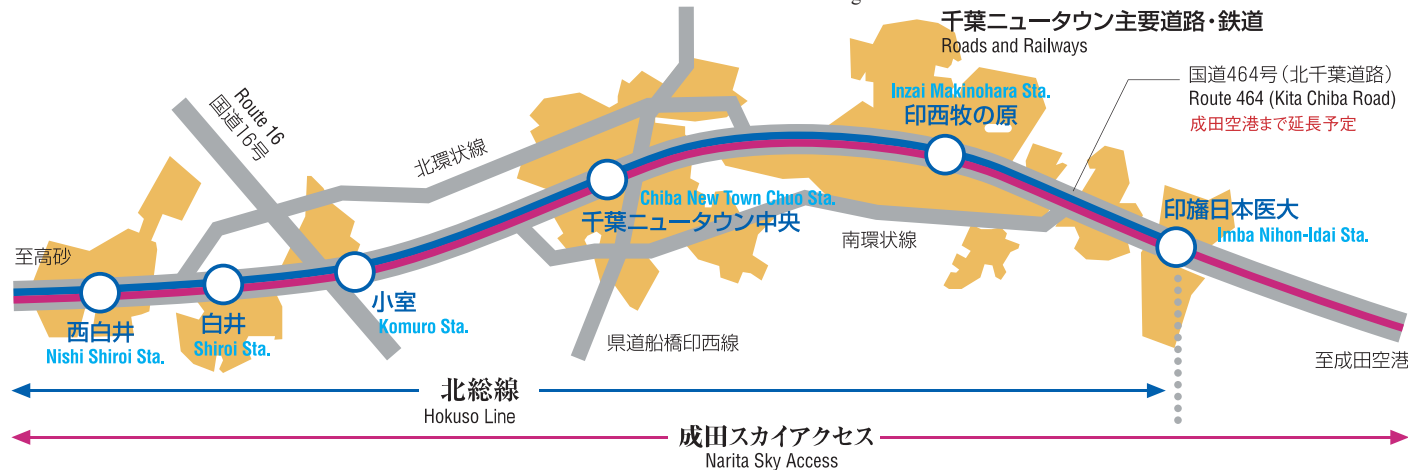 g
千葉ニュータウン主要道路・鉄道
Roads and Railways
国道464号(北千葉道路)
Route 464 (Kita Chiba Road)
成田空港まで延長予定
Inzai Makinohara Sta.
印西牧の原
Route 16
国道16号
北環状線
Chiba New Town Chuo Sta.
千葉ニュータウン中央
南環状線
印旛日本医大
Imba Nihon-Idai Sta.
至高砂
西白井
Nishi Shiroi Sta.
白井
Shiroi Sta.
小室
Komuro Sta.
県道船橋印西線
至成田空港
北総線
Hokuso Line
成田スカイアクセス
Narita Sky Access